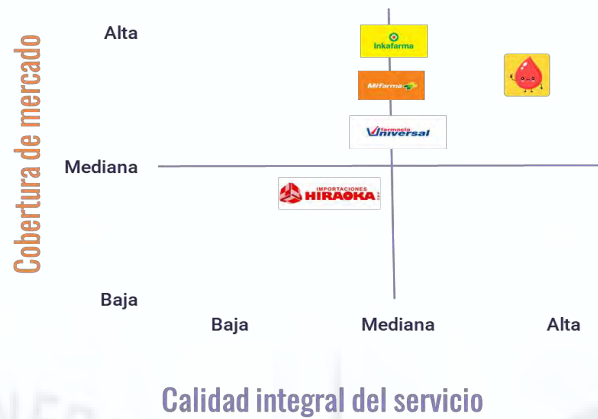 Cobertura de mercado
Alta
Inkafarma
Mifarma
farmacia
Universal
Mediana
IMPORTACIONES
HIRAOKA
Baja
Baja
Mediana
Alta
Calidad integral del servicio